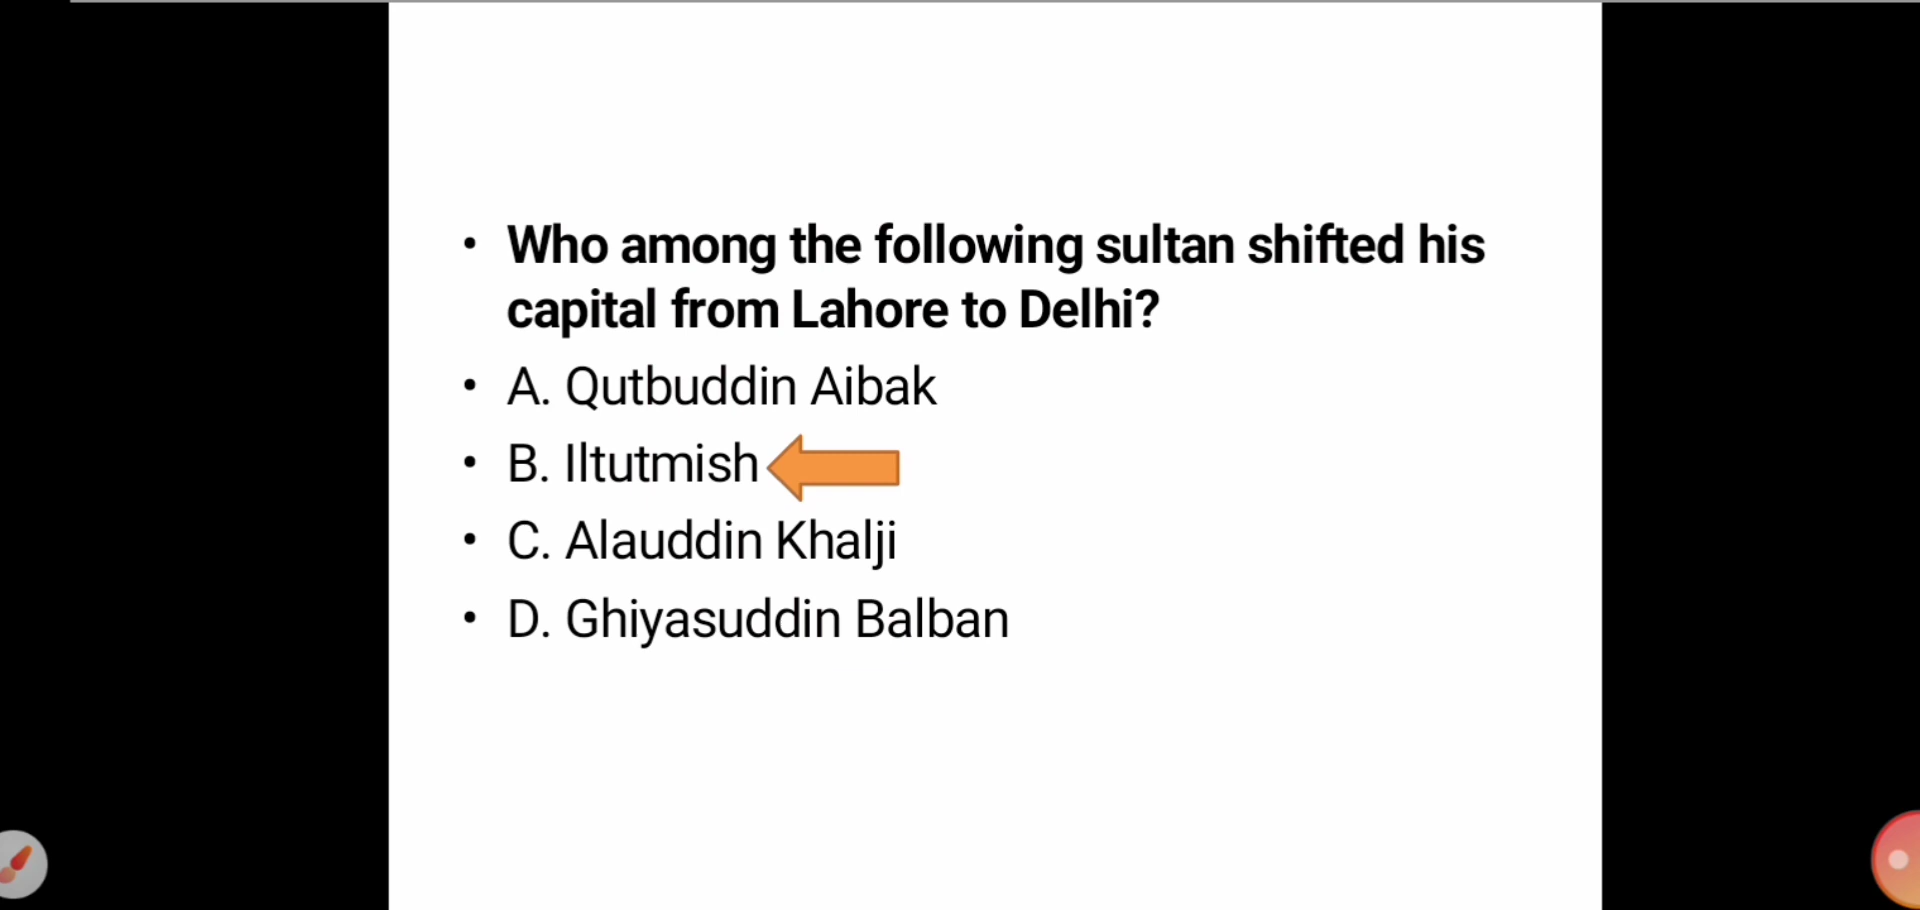 • Who among the following sultan shifted his
capital from Lahore to Delhi?
• A. Qutbuddin Aibak
• B. Iltutmish
• C. Alauddin Khalji
• D. Ghiyasuddin Balban